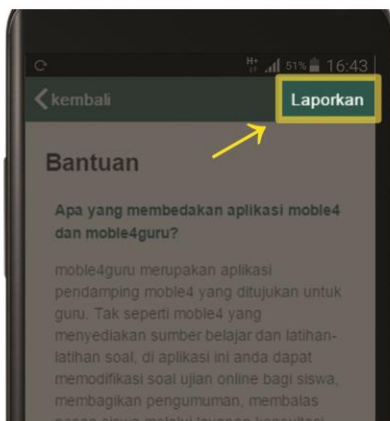 H+ 51% 16:43
kembali Laporkan
Bantuan
Apa yang membedakan aplikasi moble4
dan moble4guru?
moble4guru merupakan aplikasi
pendamping moble4 yang ditujukan untuk
guru. Tak seperti moble4 yang
menyediakan sumber belajar dan latihan-
latihan soal, di aplikasi ini anda dapat
memodifikasi soal ujian online bagi siswa,
membagikan pengumuman, membalas